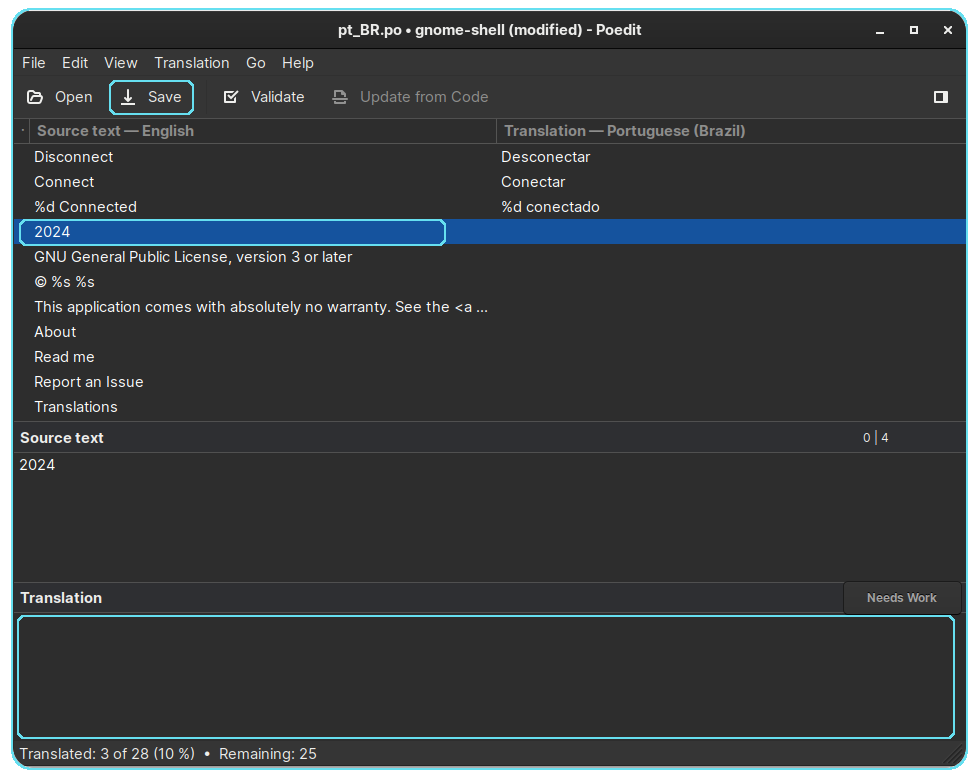 pt_BR.po • gnome-shell (modified) - Poedit
File Edit View Translation Go Help
Open Save Validate Update from Code
· Source text — English Translation — Portuguese (Brazil)
Disconnect Desconectar
Connect Conectar
%d Connected %d conectado
2024
GNU General Public License, version 3 or later
© %s %s
This application comes with absolutely no warranty. See the <a ...
About
Read me
Report an Issue
Translations
Source text 0 | 4
2024
Translation Needs Work
Translated: 3 of 28 (10 %) • Remaining: 25